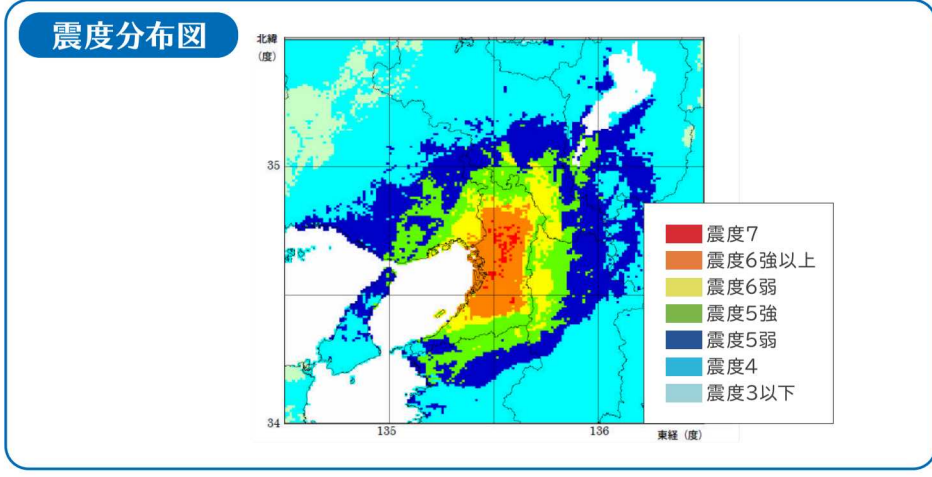 震度分布図
北緯
(度)
35
34
135
136
東経(度)
震度7
震度6強以上
震度6弱
震度5強
震度5弱
震度4
震度3以下